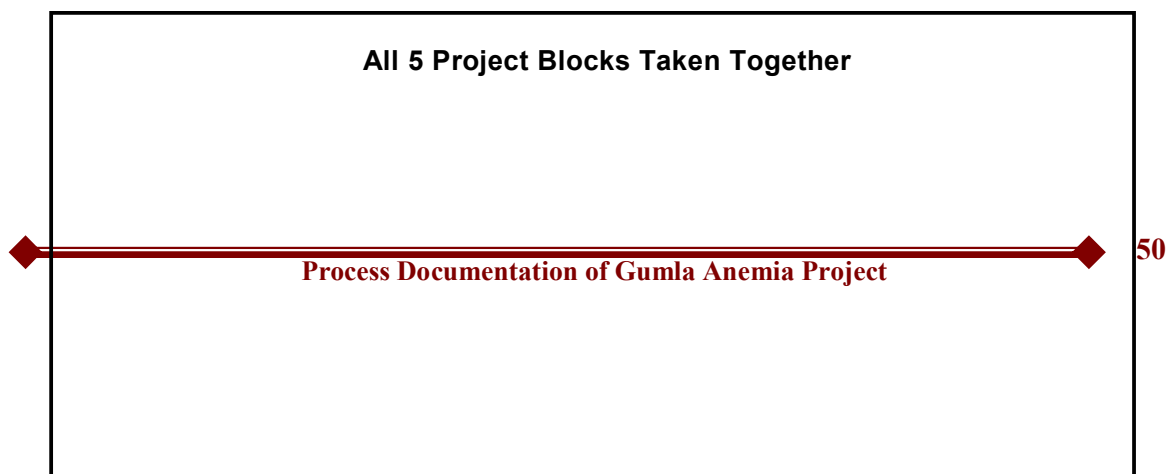 All 5 Project Blocks Taken Together
50
Process Documentation of Gumla Anemia Project